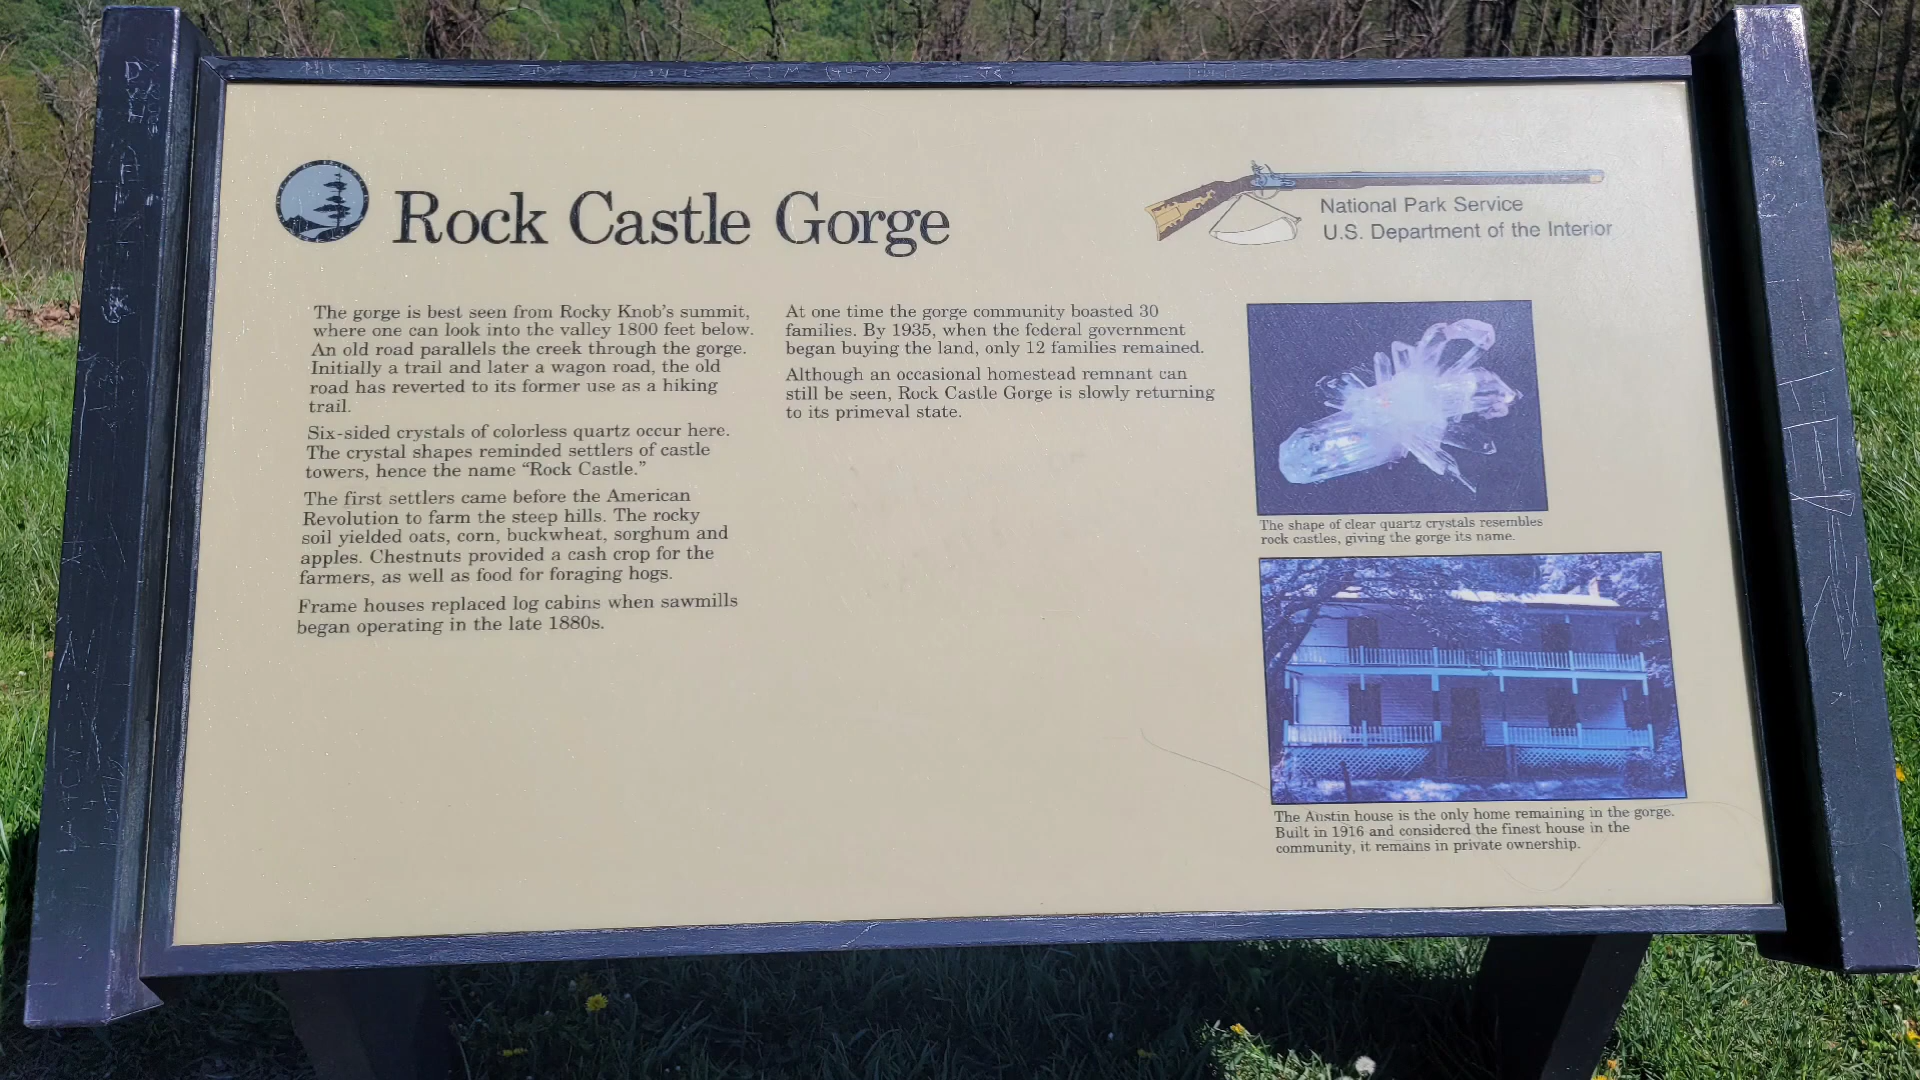 Rock Castle Gorge
National Park Service
U.S. Department of the Interior
The gorge is best seen from Rocky Knob's summit,
where one can look into the valley 1800 feet below.
An old road parallels the creek through the gorge.
Initially a trail and later a wagon road, the old
road has reverted to its former use as a hiking
trail.
Six-sided crystals of colorless quartz occur here.
The crystal shapes reminded settlers of castle
towers, hence the name “Rock Castle.”
The first settlers came before the American
Revolution to farm the steep hills. The rocky
soil yielded oats, corn, buckwheat, sorghum and
apples. Chestnuts provided a cash crop for the
farmers, as well as food for foraging hogs.
Frame houses replaced log cabins when sawmills
began operating in the late 1880s.
At one time the gorge community boasted 30
families. By 1935, when the federal government
began buying the land, only 12 families remained.
Although an occasional homestead remnant can
still be seen, Rock Castle Gorge is slowly returning
to its primeval state.
The shape of clear quartz crystals resembles
rock castles, giving the gorge its name.
The Austin house is the only home remaining in the gorge.
Built in 1916 and considered the finest house in the
community, it remains in private ownership.